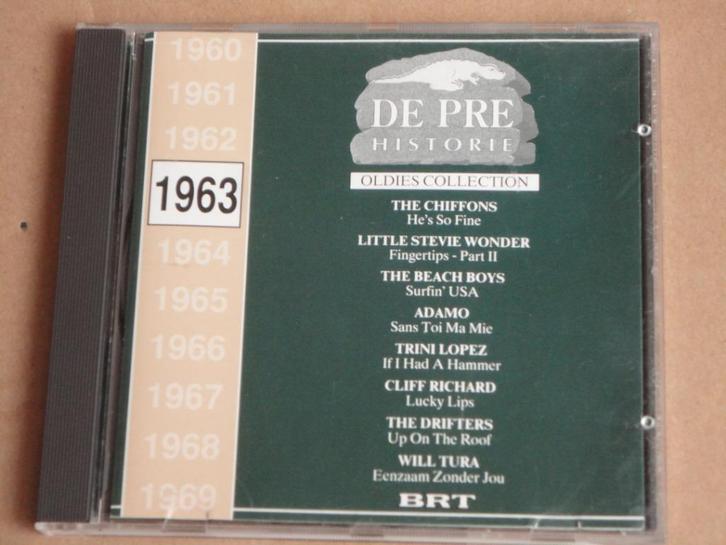 1960
1961
1962
1963
1964
1965
1966
1967
1968
1969
DE PRE
HISTORIE
OLDIES COLLECTION
THE CHIFFONS
He's So Fine
LITTLE STEVIE WONDER
Fingertips - Part II
THE BEACH BOYS
Surfin' USA
ADAMO
Sans Toi Ma Mie
TRINI LOPEZ
If I Had A Hammer
CLIFF RICHARD
Lucky Lips
THE DRIFTERS
Up On The Roof
WILL TURA
Eenzaam Zonder Jou
BRT